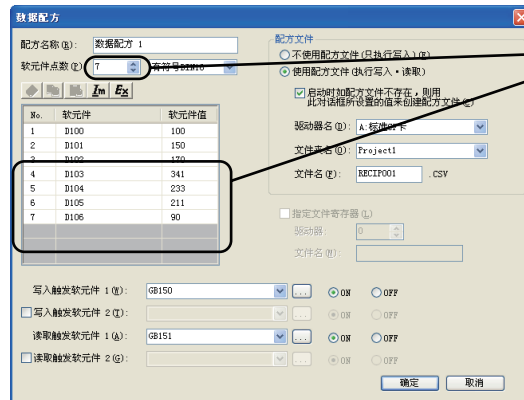 数据配方
配方名称(R): 数据配方 1
软元件点数(P): 7 有符号BIN16
Im Ex
No. 软元件 软元件值
1 D100 100
2 D101 150
3 D102 170
4 D103 341
5 D104 233
6 D105 211
7 D106 90
配方文件
不使用配方文件(只执行写入)(N)
使用配方文件(执行写入・读取)
启动时如配方文件不存在，则用
此对话框所设置的值来创建配方文件(C)
驱动器名(D): A:标准CF卡
文件夹名(O): Project1
文件名(F): RECIP001 .CSV
指定文件寄存器(L)
驱动器: 0
文件名(M):
写入触发软元件 1(W): GB150 ... ON OFF
写入触发软元件 2(T): ... ON OFF
读取触发软元件 1(A): GB151 ... ON OFF
读取触发软元件 2(G): ... ON OFF
确定 取消